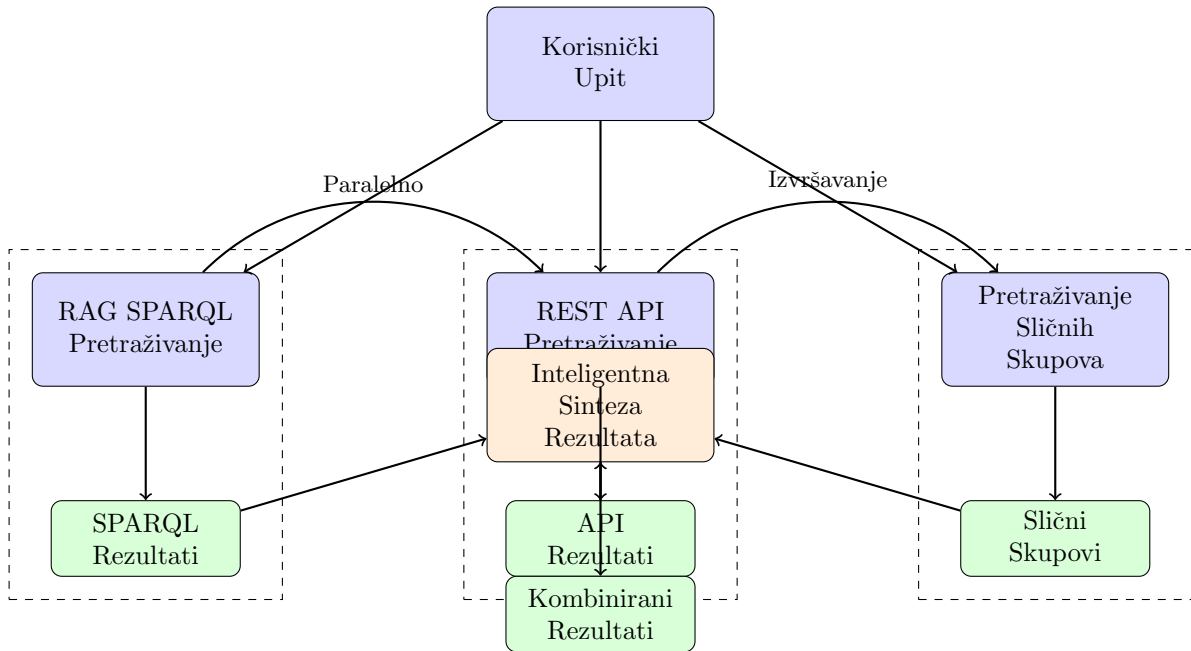 Korisnički
Upit
Paralelno
Izvršavanje
RAG SPARQL
Pretraživanje
REST API
Pretraživanje
Pretraživanje
Sličnih
Skupova
Inteligentna
Sinteza
Rezultata
SPARQL
Rezultati
API
Rezultati
Slični
Skupovi
Kombinirani
Rezultati